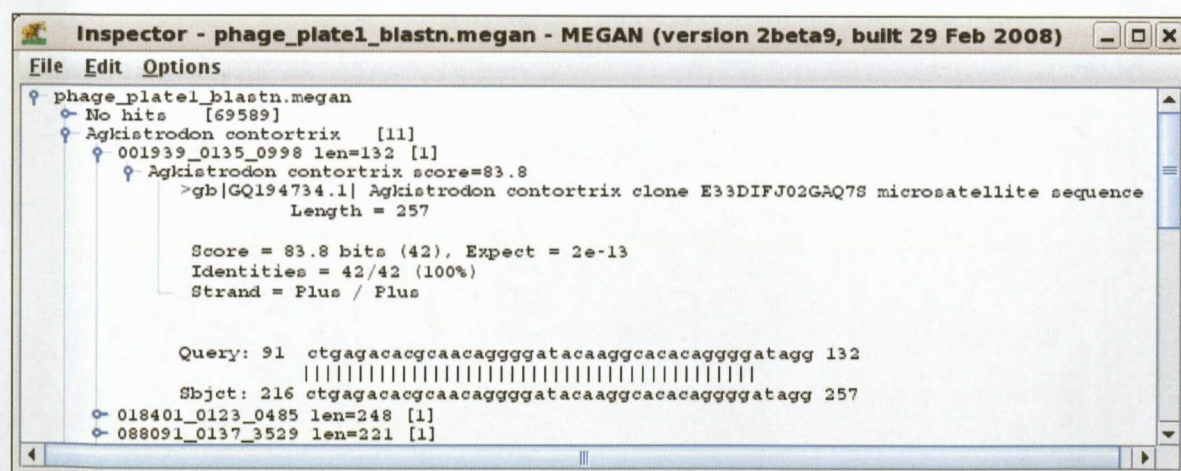 Inspector - phage_plate1_blastn.megan - MEGAN (version 2beta9, built 29 Feb 2008)
File Edit Options
phage_plate1_blastn.megan
No hits [69589]
Agkistrodon contortrix [11]
001939_0135_0998 len=132 [1]
Agkistrodon contortrix score=83.8
>gb|GQ194734.1| Agkistrodon contortrix clone E33DIFJ02GAQ7S microsatellite sequence
Length = 257
Score = 83.8 bits (42), Expect = 2e-13
Identities = 42/42 (100%)
Strand = Plus / Plus
Query: 91 ctgagacacgcaacaggggatacaaggcacacaggggatagg 132
||||||||||||||||||||||||||||||||||||||||||
Sbjct: 216 ctgagacacgcaacaggggatacaaggcacacaggggatagg 257
018401_0123_0485 len=248 [1]
088091_0137_3529 len=221 [1]